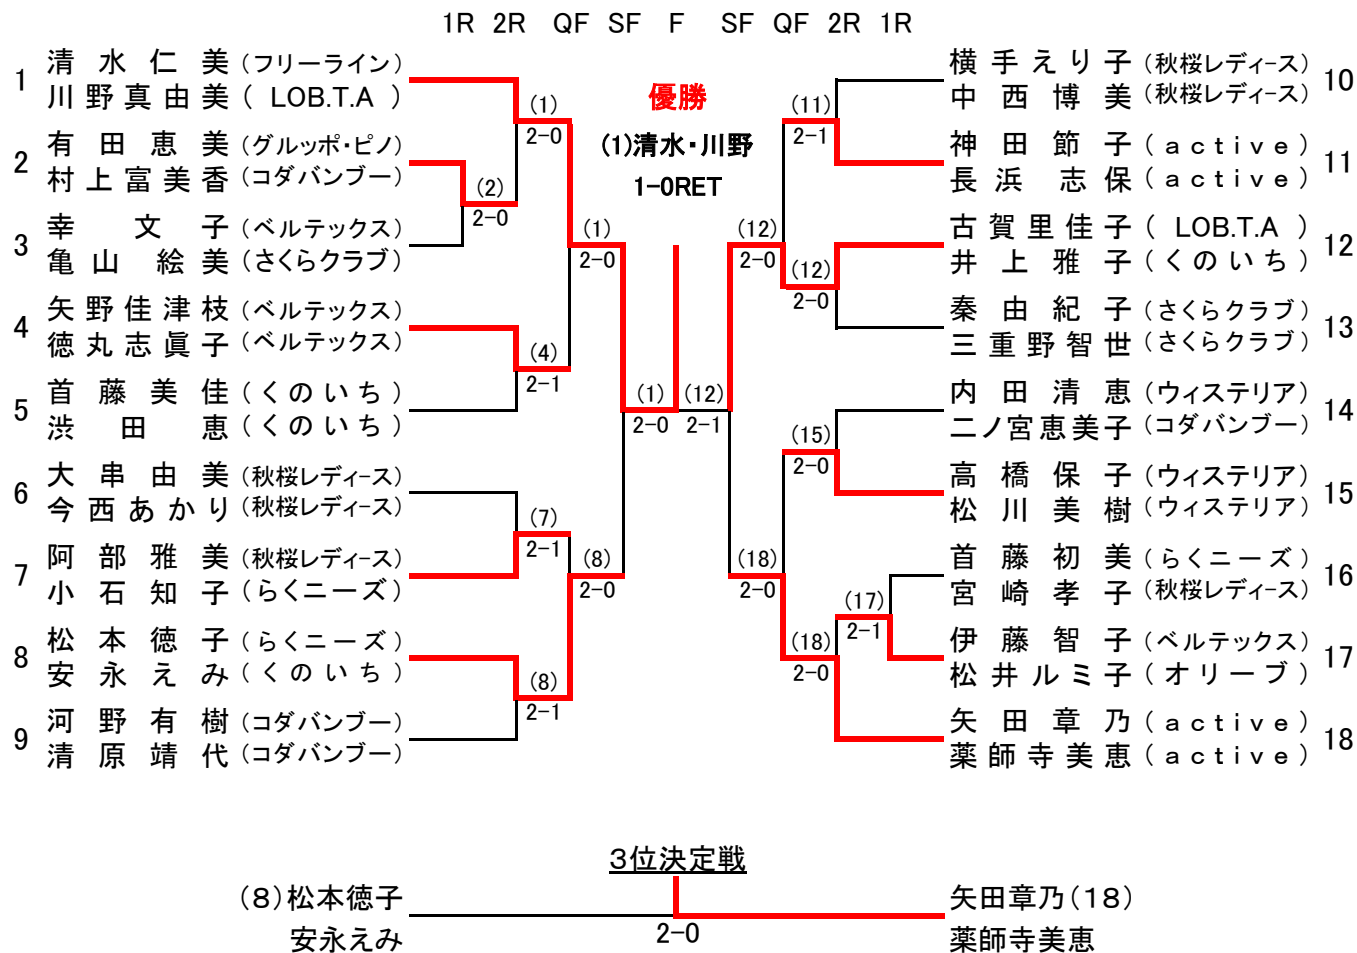 1R 2R QF SF F SF QF 2R 1R
優勝
(1)清水・川野
1-0RET
1 清水仁美(フリーライン)
川野真由美( LOB.T.A )
2 有田恵美(グルッポ・ピノ)
村上富美香(コダバンブー)
3 幸文子(ベルテックス)
亀山絵美(さくらクラブ)
4 矢野佳津枝(ベルテックス)
徳丸志眞子(ベルテックス)
5 首藤美佳(くのいち)
渋田恵(くのいち)
6 大串由美(秋桜レディース)
今西あかり(秋桜レディース)
7 阿部雅美(秋桜レディース)
小石知子(らくニーズ)
8 松本徳子(らくニーズ)
安永えみ(くのいち)
9 河野有樹(コダバンブー)
清原靖代(コダバンブー)
(2)
2-0
(1)
2-0
(4)
2-1
(7)
2-1
(8)
2-1
(1)
2-0
(8)
2-0
(1)
2-0
(12)
2-1
(12)
2-0
(18)
2-0
(11)
2-1
(12)
2-0
(15)
2-0
(18)
2-0
(17)
2-1
横手えり子(秋桜レディース) 10
中西博美(秋桜レディース)
神田節子(active) 11
長浜志保(active)
古賀里佳子( LOB.T.A ) 12
井上雅子(くのいち)
秦由紀子(さくらクラブ) 13
三重野智世(さくらクラブ)
内田清恵(ウィステリア) 14
二ノ宮恵美子(コダバンブー)
高橋保子(ウィステリア) 15
松川美樹(ウィステリア)
首藤初美(らくニーズ) 16
宮崎孝子(秋桜レディース)
伊藤智子(ベルテックス) 17
松井ルミ子(オリーブ)
矢田章乃(active) 18
薬師寺美恵(active)
3位決定戦
(8)松本徳子
安永えみ
2-0
矢田章乃(18)
薬師寺美恵